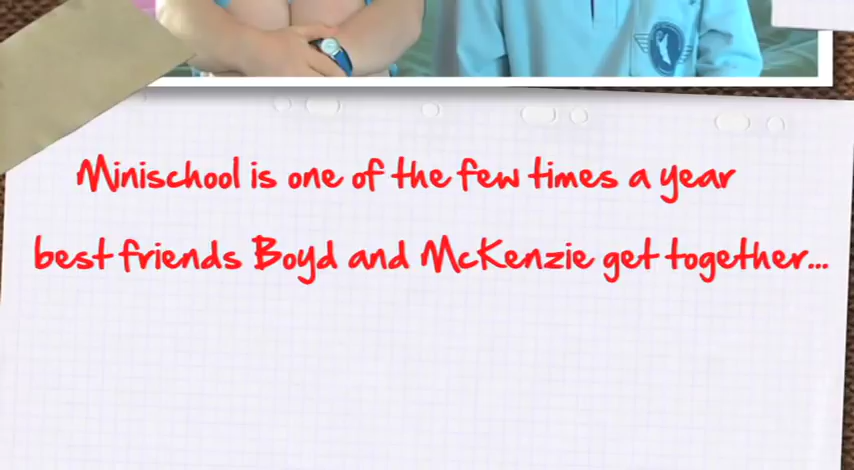 Minischool is one of the few times a year
best friends Boyd and McKenzie get together...